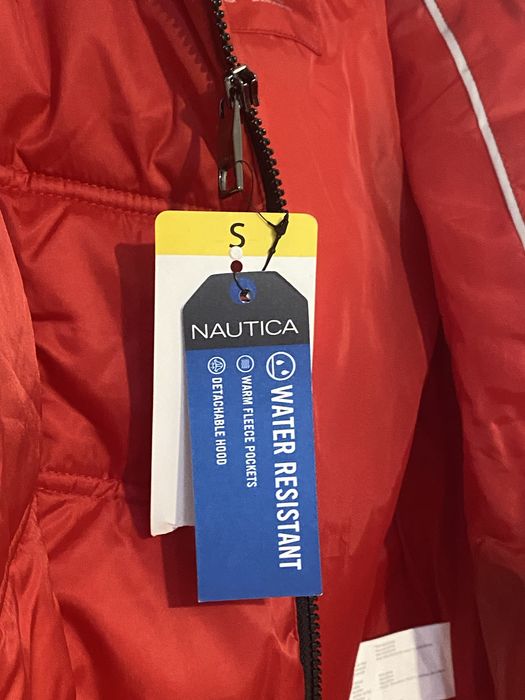 S
NAUTICA
WATER RESISTANT
WARM FLEECE POCKETS
DETACHABLE HOOD